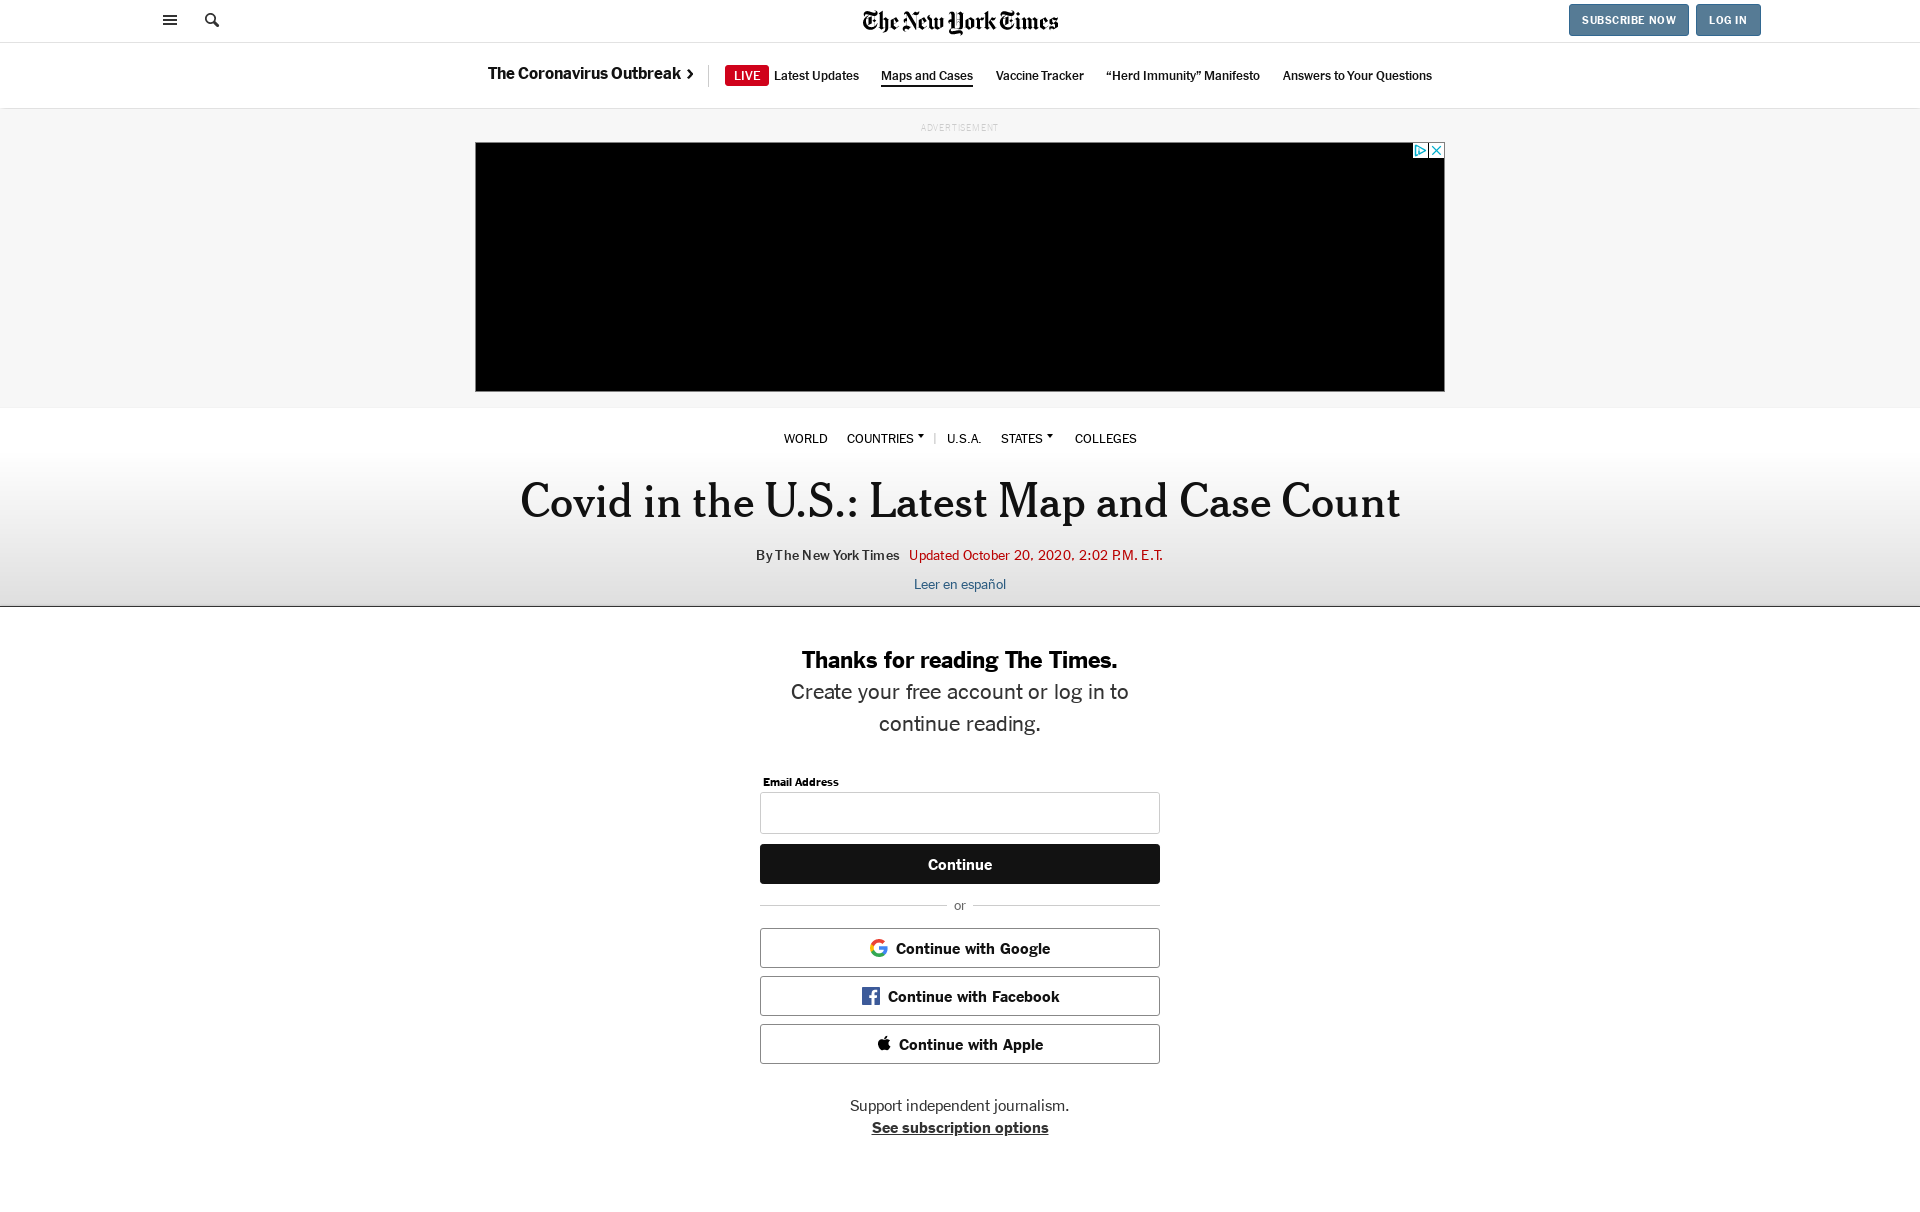 The New York Times
SUBSCRIBE NOW
LOG IN
The Coronavirus Outbreak
LIVE Latest Updates
Maps and Cases
Vaccine Tracker
“Herd Immunity” Manifesto
Answers to Your Questions
ADVERTISEMENT
WORLD COUNTRIES | U.S.A. STATES COLLEGES
Covid in the U.S.: Latest Map and Case Count
By The New York Times Updated October 20, 2020, 2:02 P.M. E.T.
Leer en español
Thanks for reading The Times.
Create your free account or log in to
continue reading.
Email Address
Continue
or
Continue with Google
Continue with Facebook
Continue with Apple
Support independent journalism.
See subscription options